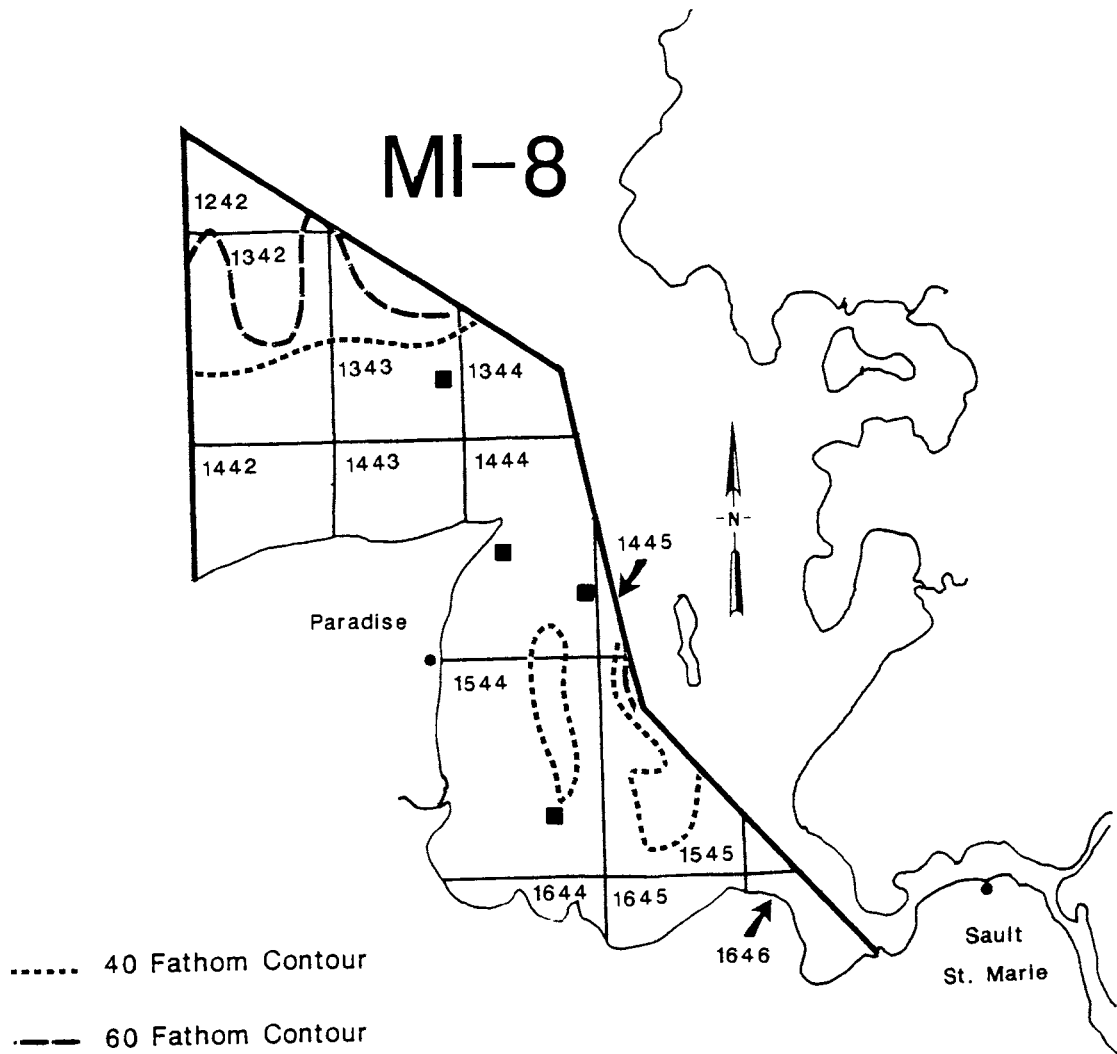 MI-8
1242
1342
1343
1344
1442
1443
1444
1445
Paradise
-N-
1544
1545
1644
1645
1646
Sault
St. Marie
40 Fathom Contour
60 Fathom Contour